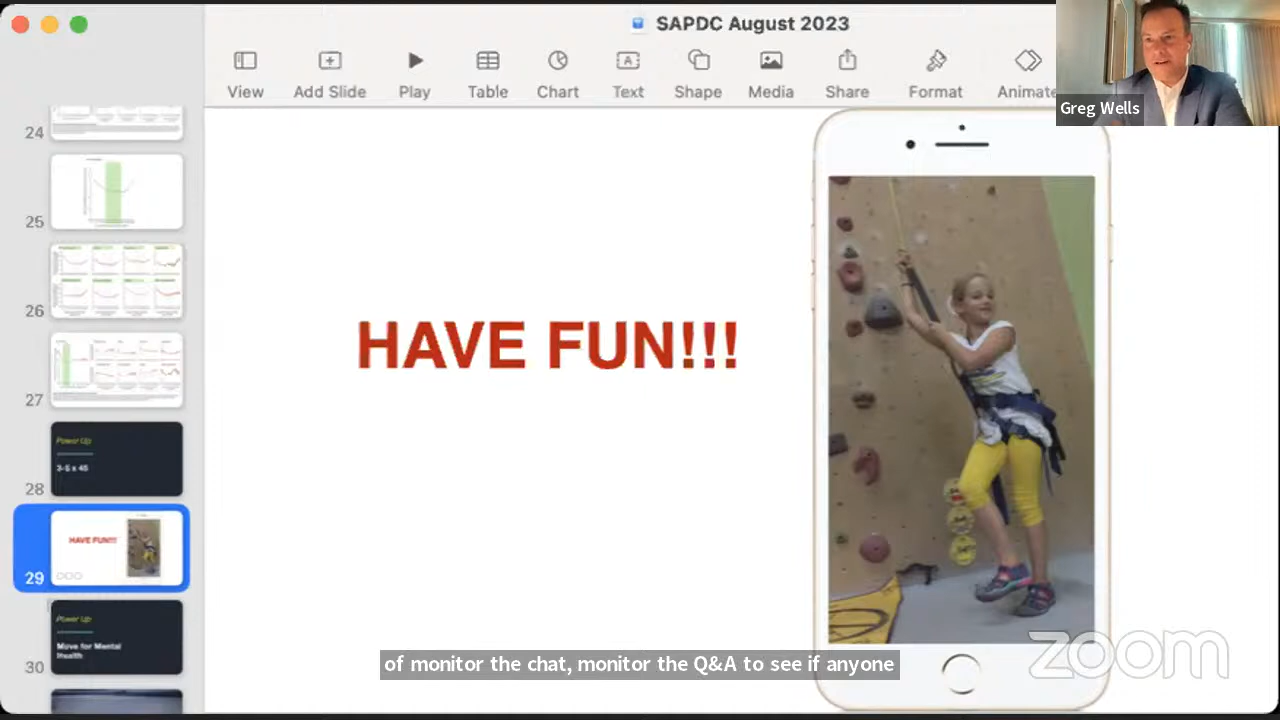 SAPDC August 2023
View
Add Slide
Play
Table
Chart
Text
Shape
Media
Share
Format
Animate
Greg Wells
24
25
26
27
28
Power Up
3-5 x 45
29
HAVE FUN!!!
30
Power Up
Move for Mental
Health
HAVE FUN!!!
of monitor the chat, monitor the Q&A to see if anyone
zoom